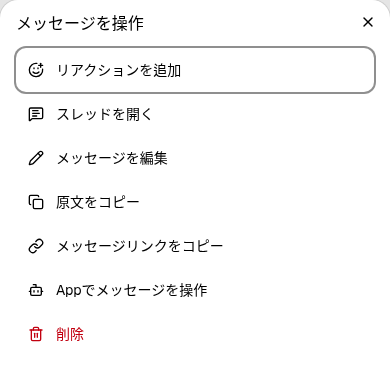 メッセージを操作
リアクションを追加
スレッドを開く
メッセージを編集
原文をコピー
メッセージリンクをコピー
Appでメッセージを操作
削除